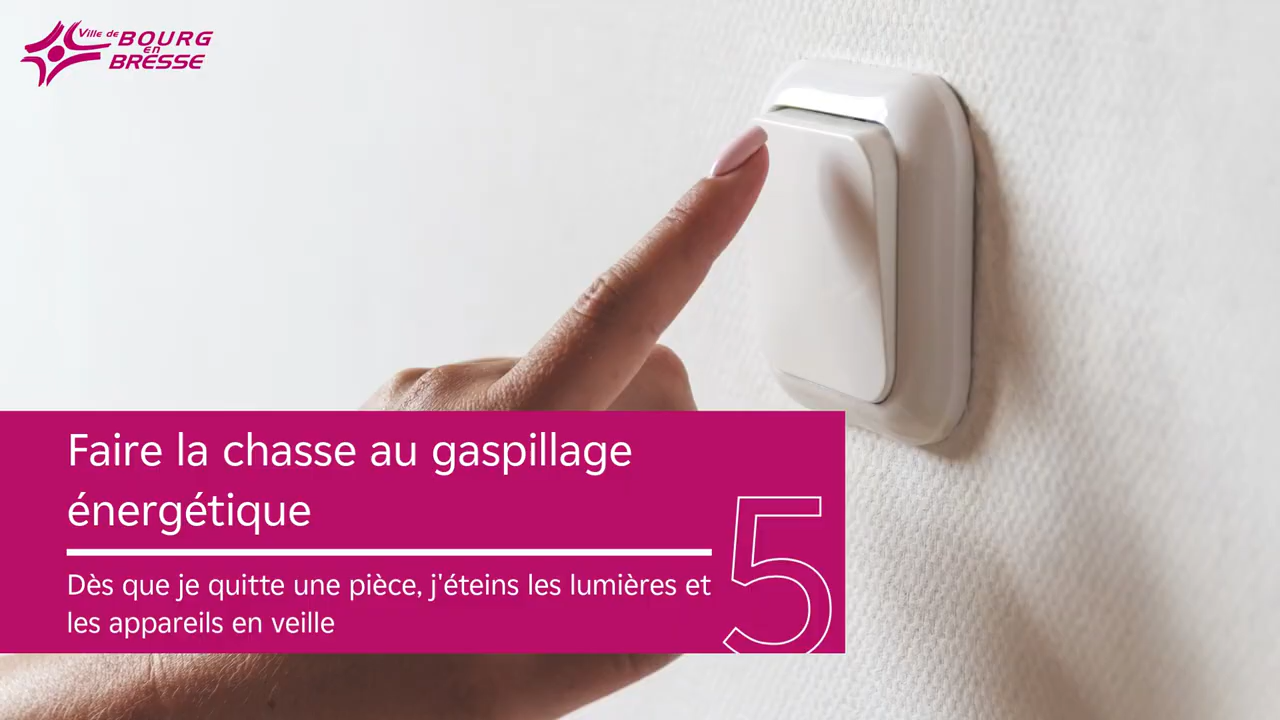 Ville de BOURG
en
BRESSE
Faire la chasse au gaspillage
énergétique
Dès que je quitte une pièce, j'éteins les lumières et
les appareils en veille
5